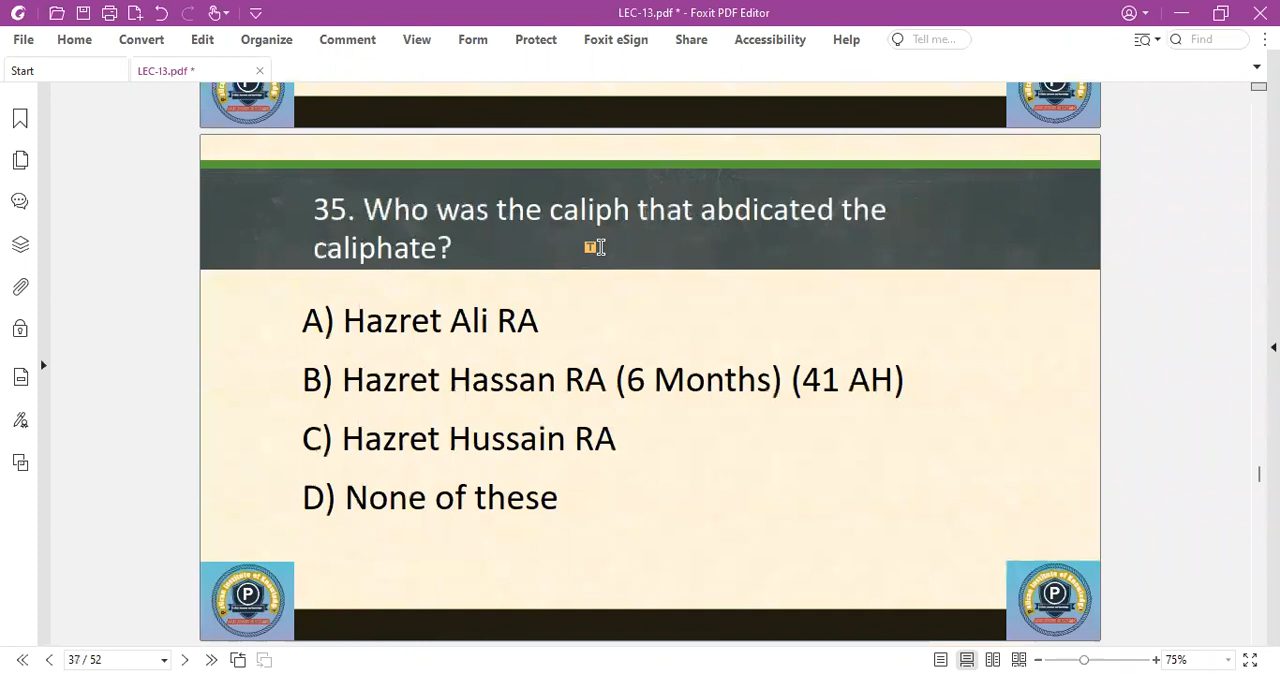 LEC-13.pdf * - Foxit PDF Editor
File Home Convert Edit Organize Comment View Form Protect Foxit eSign Share Accessibility Help Tell me... Find
Start LEC-13.pdf *
35. Who was the caliph that abdicated the
caliphate?
A) Hazret Ali RA
B) Hazret Hassan RA (6 Months) (41 AH)
C) Hazret Hussain RA
D) None of these
37 / 52 75%